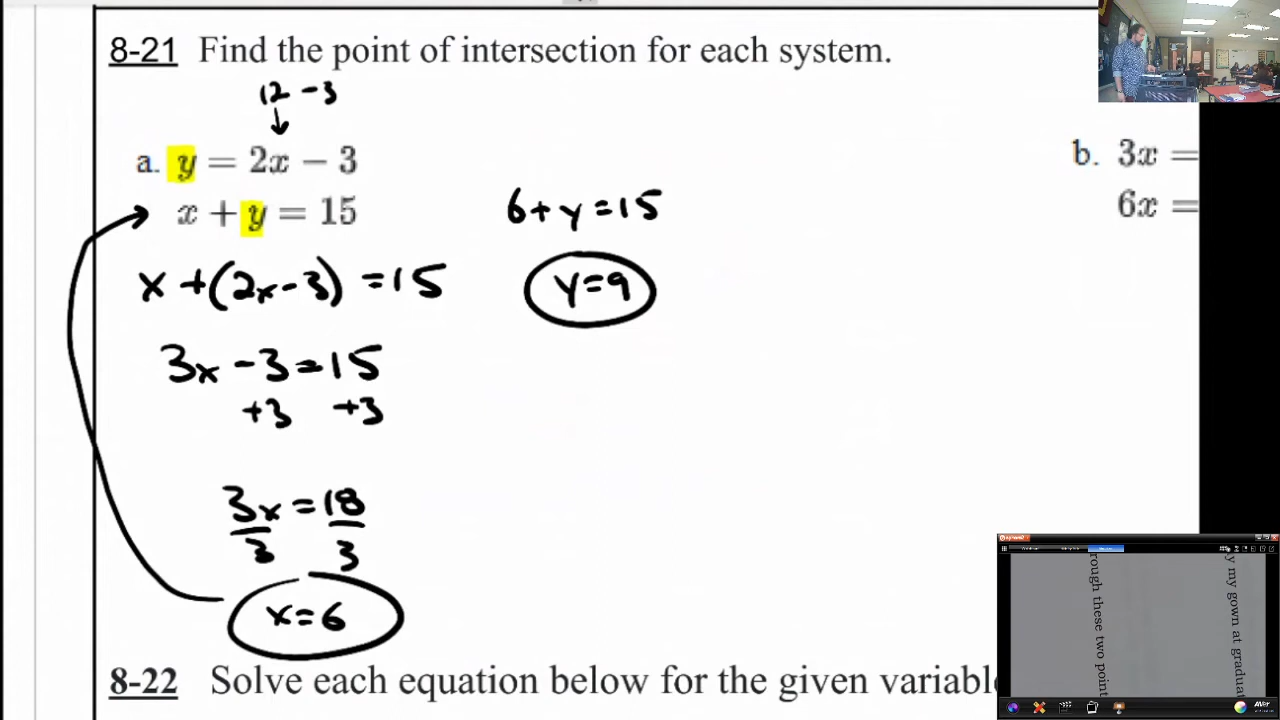 8-21 Find the point of intersection for each system.
12 - 3
a. y = 2x − 3
x + y = 15
x + (2x - 3) = 15
3x - 3 = 15
+3 +3
3x = 18
3 3
x = 6
6 + y = 15
y = 9
b. 3x =
6x =
8-22 Solve each equation below for the given variabl
rough these two point
y my gown at graduat